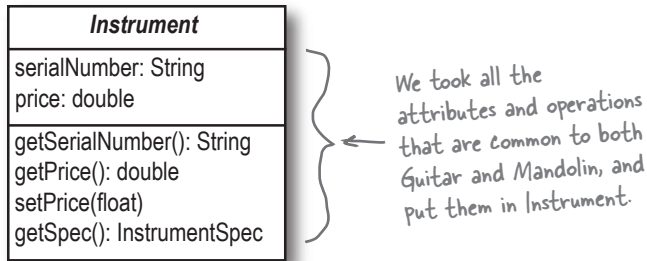 Instrument
serialNumber: String
price: double
getSerialNumber(): String
getPrice(): double
setPrice(float)
getSpec(): InstrumentSpec
We took all the
attributes and operations
that are common to both
Guitar and Mandolin, and
put them in Instrument.